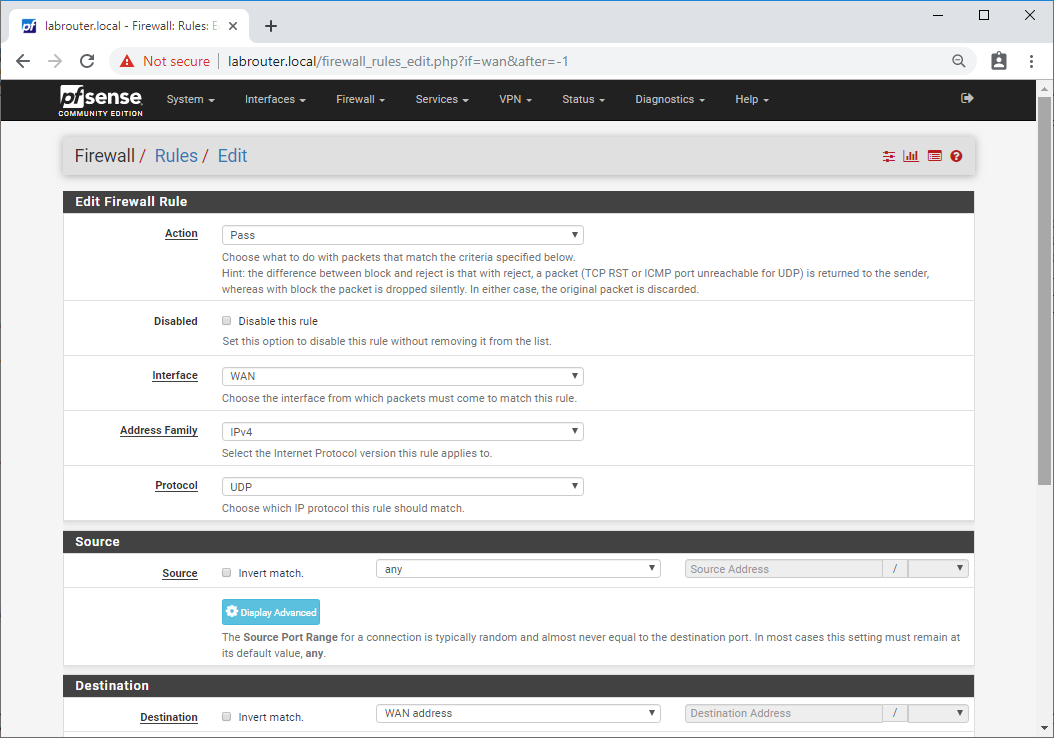 labrouter.local - Firewall: Rules: E
Not secure | labrouter.local/firewall_rules_edit.php?if=wan&after=-1
pfsense
COMMUNITY EDITION
System Interfaces Firewall Services VPN Status Diagnostics Help
Firewall / Rules / Edit
Edit Firewall Rule
Action Pass
Choose what to do with packets that match the criteria specified below.
Hint: the difference between block and reject is that with reject, a packet (TCP RST or ICMP port unreachable for UDP) is returned to the sender,
whereas with block the packet is dropped silently. In either case, the original packet is discarded.
Disabled Disable this rule
Set this option to disable this rule without removing it from the list.
Interface WAN
Choose the interface from which packets must come to match this rule.
Address Family IPv4
Select the Internet Protocol version this rule applies to.
Protocol UDP
Choose which IP protocol this rule should match.
Source
Source Invert match. any Source Address /
Display Advanced
The Source Port Range for a connection is typically random and almost never equal to the destination port. In most cases this setting must remain at
its default value, any.
Destination
Destination Invert match. WAN address Destination Address /